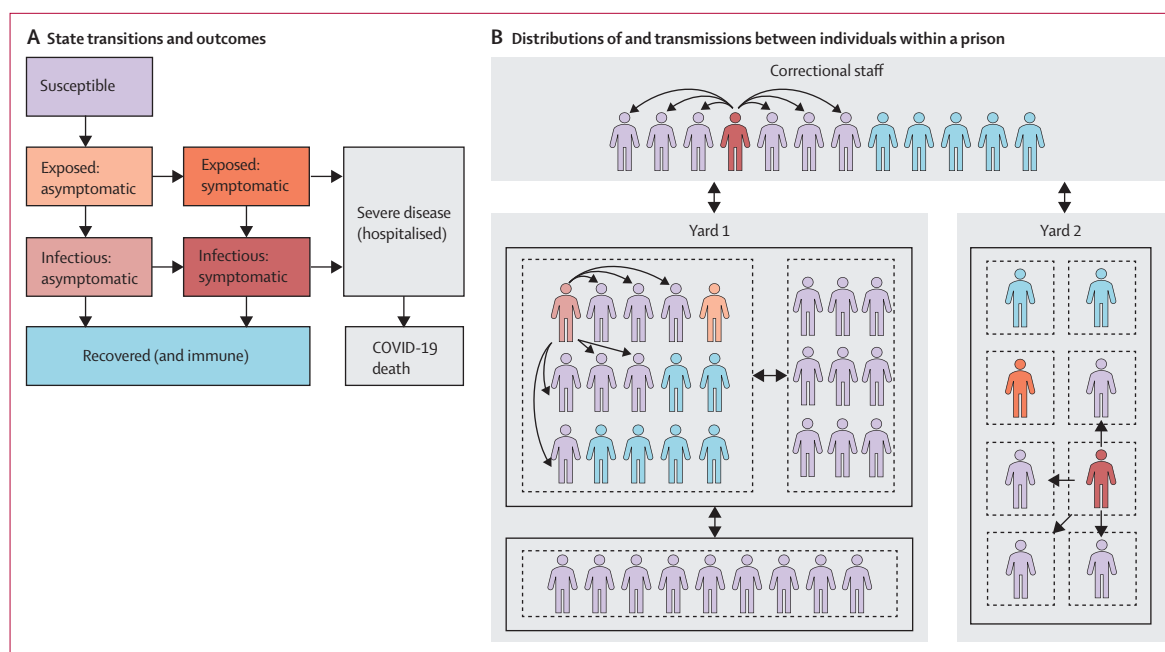 A State transitions and outcomes
Susceptible
Exposed:
asymptomatic
Exposed:
symptomatic
Severe disease
(hospitalised)
Infectious:
asymptomatic
Infectious:
symptomatic
Recovered (and immune)
COVID-19
death
B Distributions of and transmissions between individuals within a prison
Correctional staff
Yard 1
Yard 2